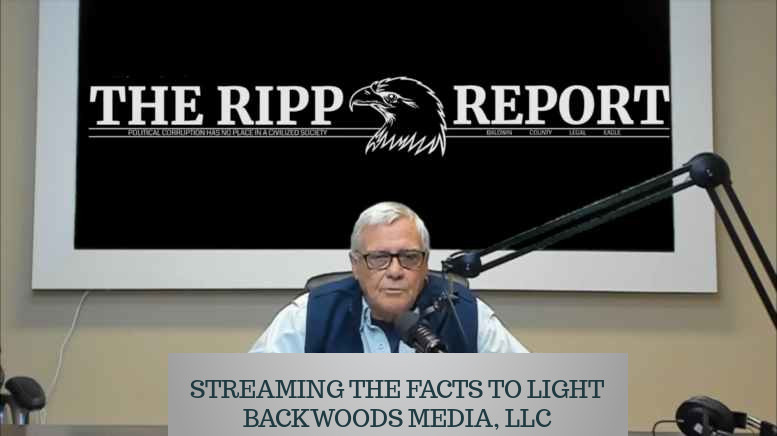 THE RIPP REPORT
POLITICAL CORRUPTION HAS NO PLACE IN A CIVILIZED SOCIETY BALDWIN COUNTY LEGAL EAGLE
STREAMING THE FACTS TO LIGHT
BACKWOODS MEDIA, LLC